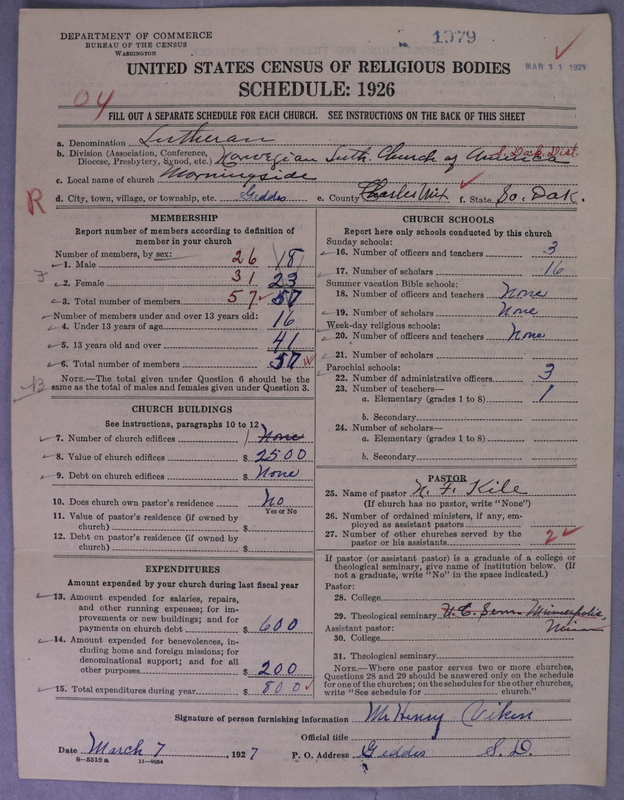 DEPARTMENT OF COMMERCE
BUREAU OF THE CENSUS
WASHINGTON
1979
MAR 11 1927
UNITED STATES CENSUS OF RELIGIOUS BODIES
SCHEDULE: 1926
04
FILL OUT A SEPARATE SCHEDULE FOR EACH CHURCH. SEE INSTRUCTIONS ON THE BACK OF THIS SHEET
a. Denomination Lutheran
b. Division (Association, Conference, Diocese, Presbytery, Synod, etc.) Norwegian Luth. Church of America S. Dak. Dist.
c. Local name of church Morningside
R
d. City, town, village, or township, etc. Geddes e. County Charles Mix f. State So. Dak.
MEMBERSHIP
Report number of members according to definition of
member in your church
Number of members, by sex:
1. Male 26 18
2. Female 31 23
3. Total number of members 57 57
Number of members under and over 13 years old:
4. Under 13 years of age 16
5. 13 years old and over 41
6. Total number of members 57
NOTE.—The total given under Question 6 should be
same as the total of males and females given under Question 3.
CHURCH BUILDINGS
See instructions, paragraphs 10 to 12
7. Number of church edifices 1 None
8. Value of church edifices $ 2500
9. Debt on church edifices $ None
10. Does church own pastor's residence No
Yes or No
11. Value of pastor's residence (if owned by
church) $
12. Debt on pastor's residence (if owned by
church) $
EXPENDITURES
Amount expended by your church during last fiscal year
13. Amount expended for salaries, repairs,
and other running expenses; for im-
provements or new buildings; and for
payments on church debt $ 600
14. Amount expended for benevolences, in-
cluding home and foreign missions; for
denominational support; and for all
other purposes $ 200
15. Total expenditures during year $ 800
CHURCH SCHOOLS
Report here only schools conducted by this church
Sunday schools:
16. Number of officers and teachers 3
17. Number of scholars 16
Summer vacation Bible schools:
18. Number of officers and teachers None
19. Number of scholars None
Week-day religious schools:
20. Number of officers and teachers None
21. Number of scholars
Parochial schools:
22. Number of administrative officers 3
23. Number of teachers—
a. Elementary (grades 1 to 8) 1
b. Secondary
24. Number of scholars—
a. Elementary (grades 1 to 8)
b. Secondary
PASTOR
25. Name of pastor N. F. Kile
(If church has no pastor, write "None")
26. Number of ordained ministers, if any, em-
ployed as assistant pastors
27. Number of other churches served by the
pastor or his assistants 2
If pastor (or assistant pastor) is a graduate of a college or
theological seminary, give name of institution below. (If
not a graduate, write "No" in the space indicated.)
Pastor:
28. College
29. Theological seminary U. C. Sem. Minneapolis,
Minn
Assistant pastor:
30. College
31. Theological seminary
NOTE.—Where one pastor serves two or more churches,
Questions 28 and 29 should be answered only on the schedule
for one of the churches; on the schedules for the other churches,
write "See schedule for church."
Signature of person furnishing information Mr Henry Eiken
Official title
Date March 7, 1927 P. O. Address Geddes S. D.
8—5518a 11—9034